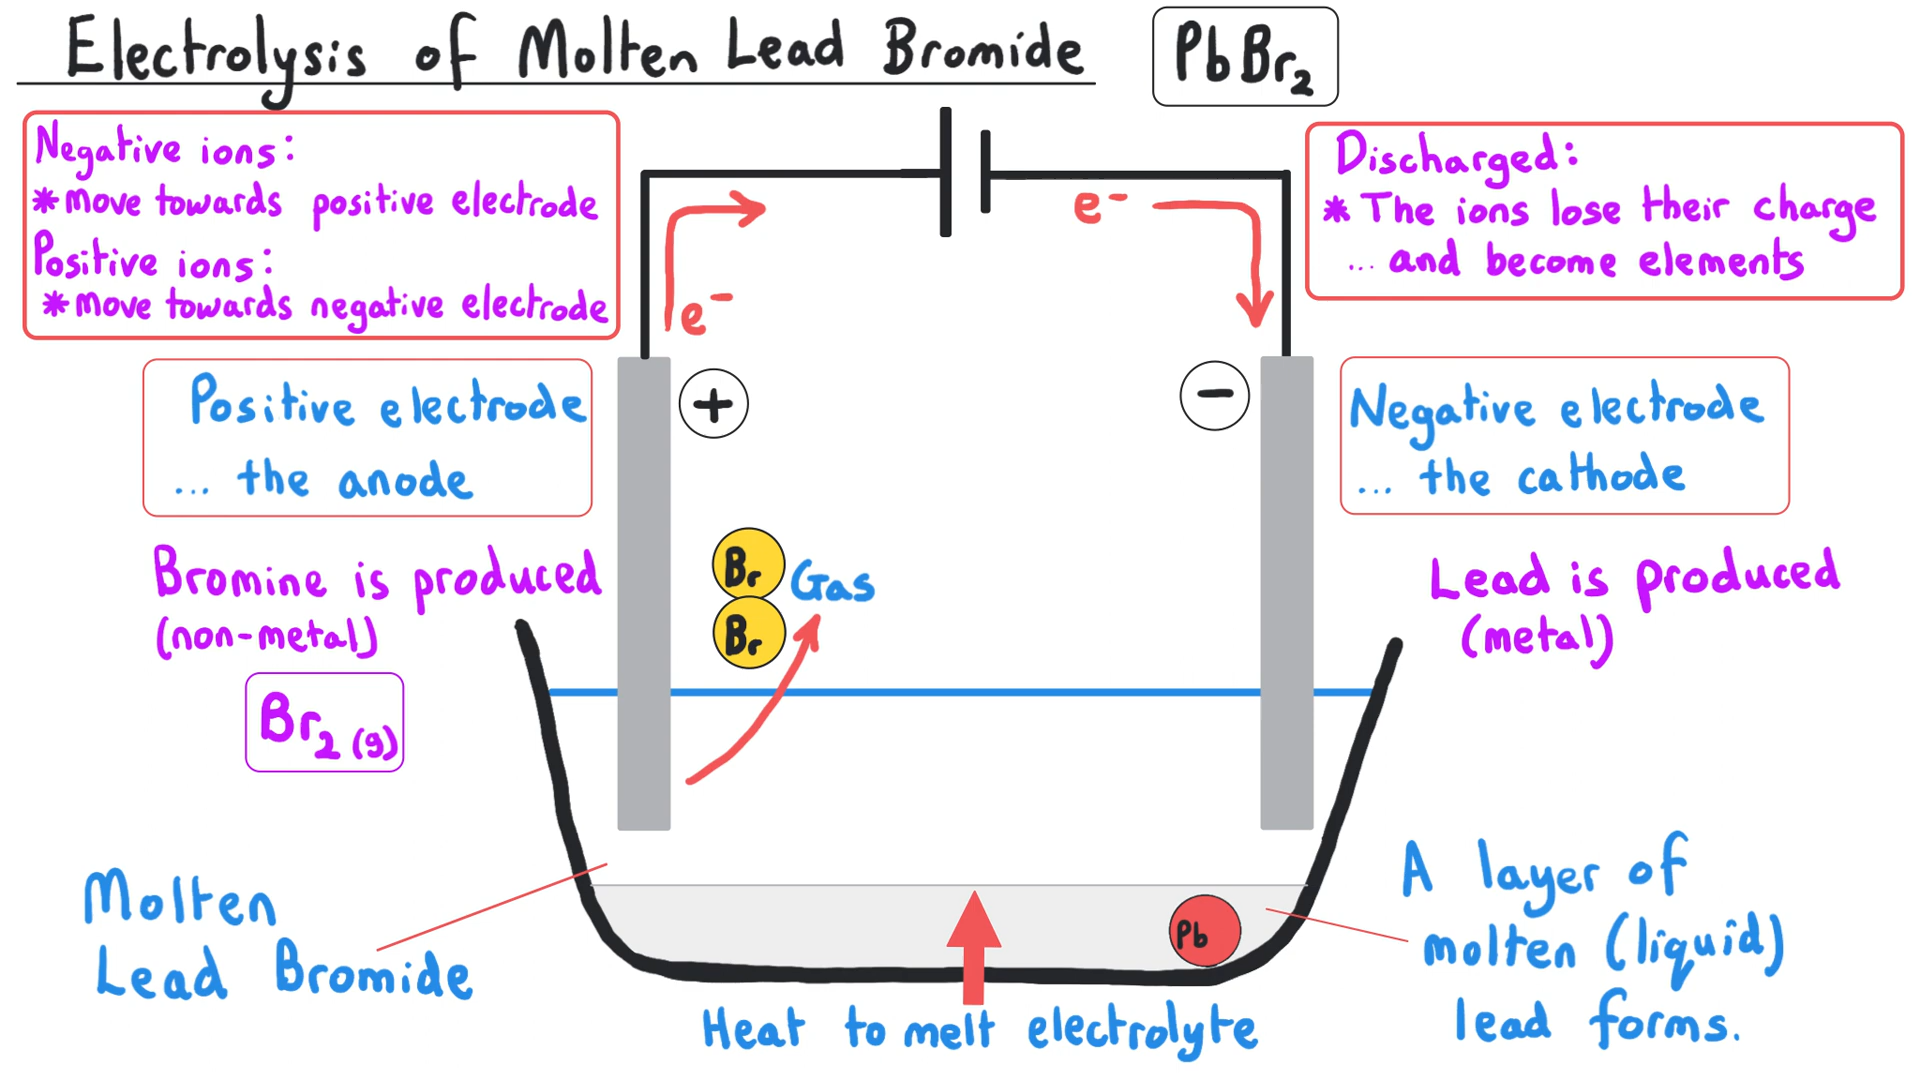 Electrolysis of Molten Lead Bromide
PbBr2
Negative ions:
* move towards positive electrode
Positive ions:
* move towards negative electrode
Discharged:
* The ions lose their charge
... and become elements
e-
e-
+
-
Positive electrode
... the anode
Negative electrode
... the cathode
Bromine is produced
(non-metal)
Br2 (g)
Br
Br
Gas
Lead is produced
(metal)
Molten
Lead Bromide
Pb
A layer of
molten (liquid)
lead forms.
Heat to melt electrolyte